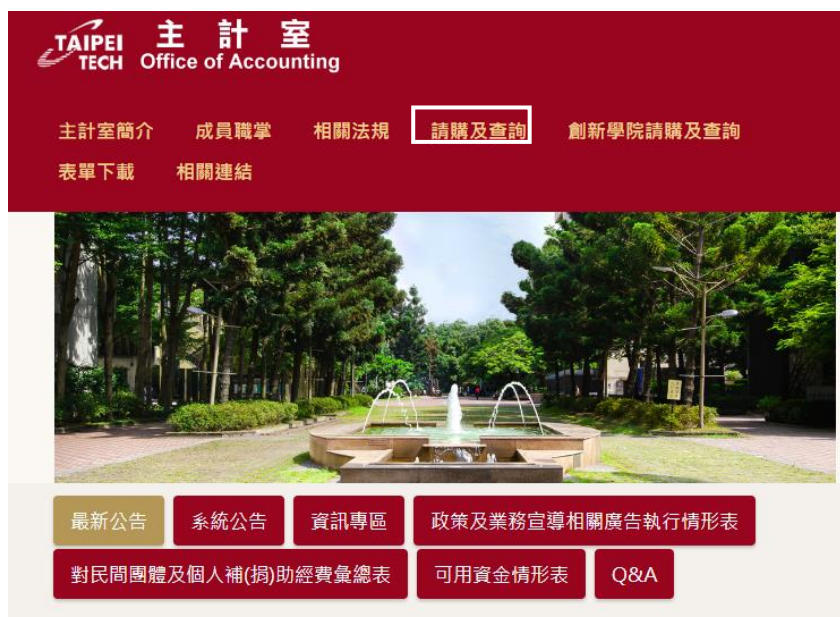 TAIPEI TECH 主計室
Office of Accounting
主計室簡介 成員職掌 相關法規 請購及查詢 創新學院請購及查詢
表單下載 相關連結
最新公告 系統公告 資訊專區 政策及業務宣導相關廣告執行情形表
對民間團體及個人補(捐)助經費彙總表 可用資金情形表 Q&A